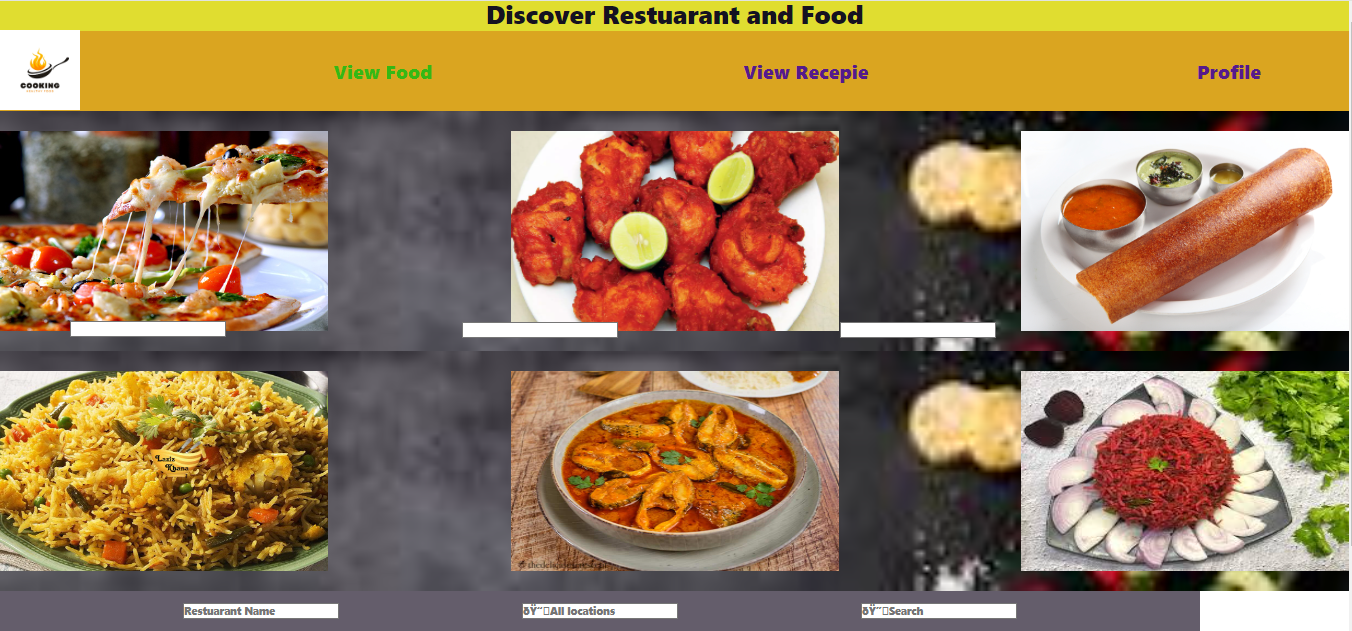 Discover Restuarant and Food
COOKING
View Food
View Recepie
Profile
Laziz
Khana
Restuarant Name
ðŸ“All locations
ðŸ”Search